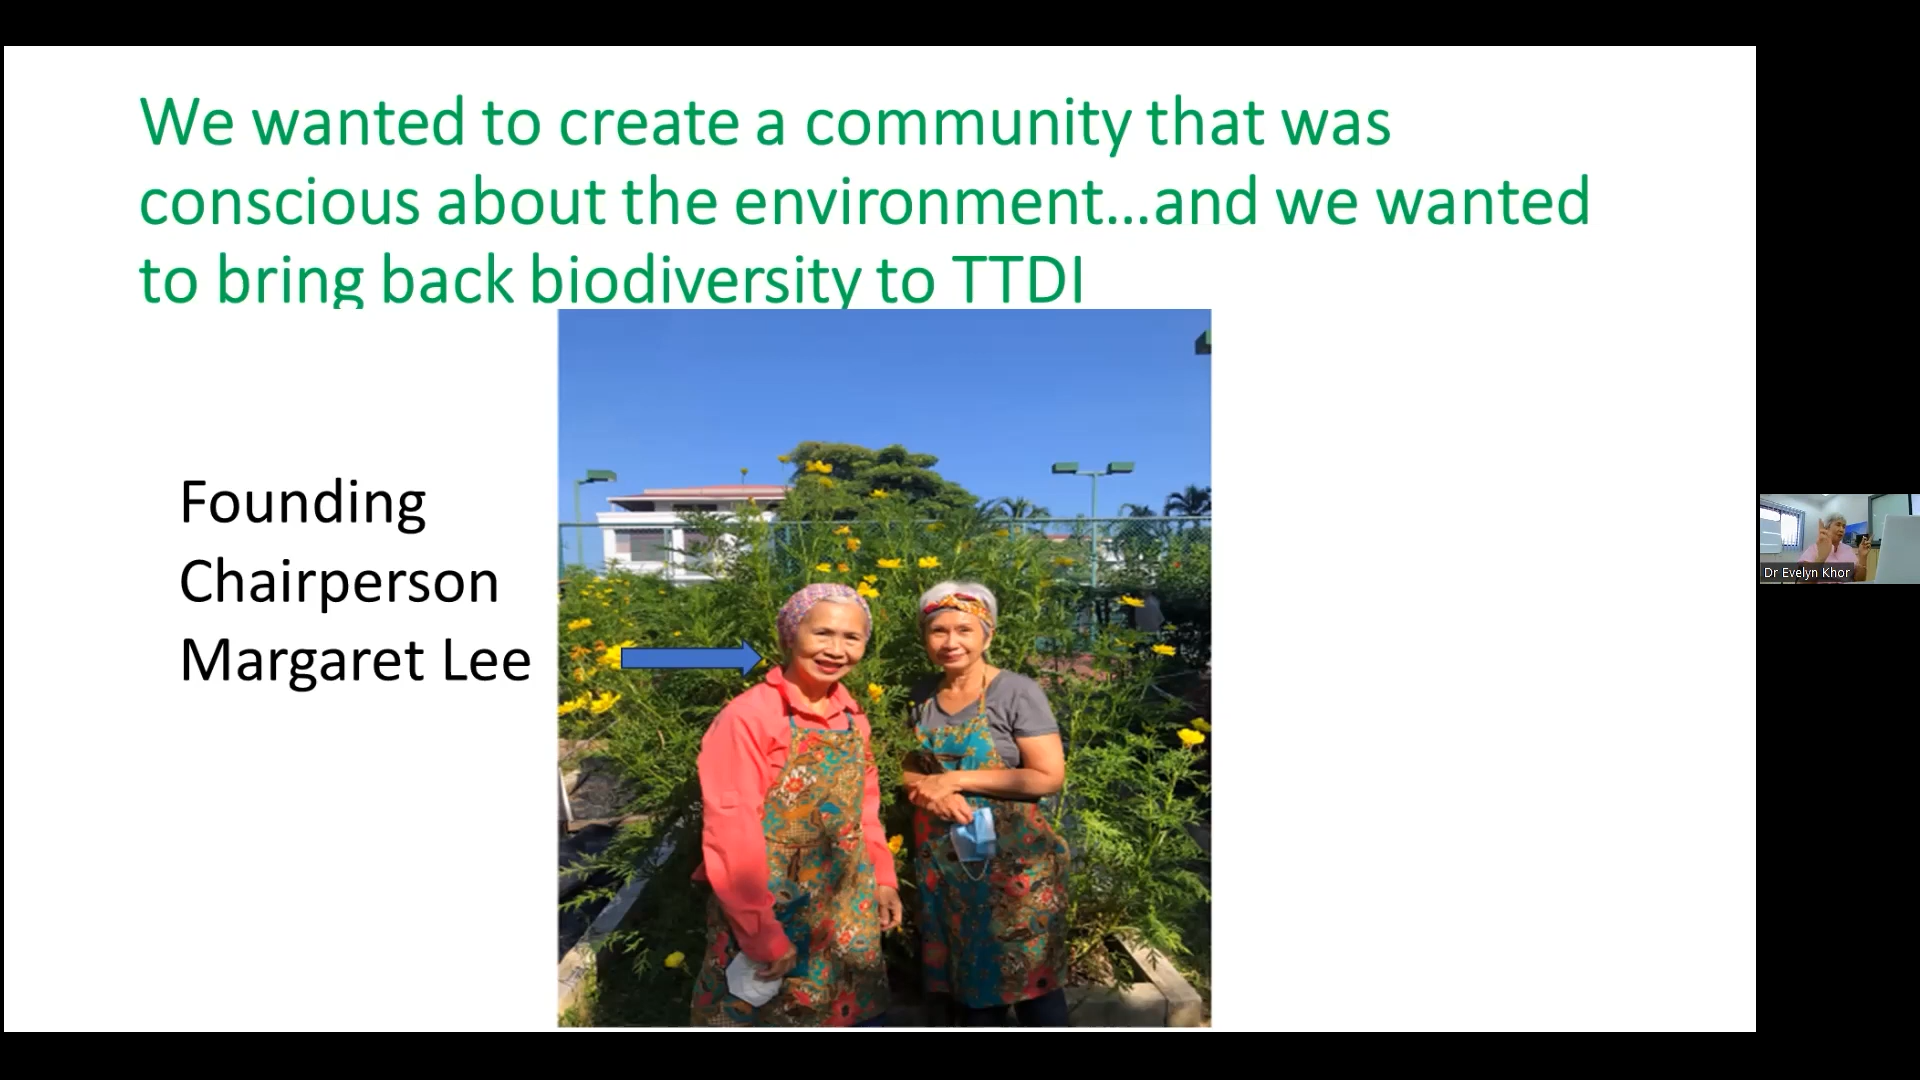 We wanted to create a community that was
conscious about the environment...and we wanted
to bring back biodiversity to TTDI
Founding
Chairperson
Margaret Lee
Dr Evelyn Khor